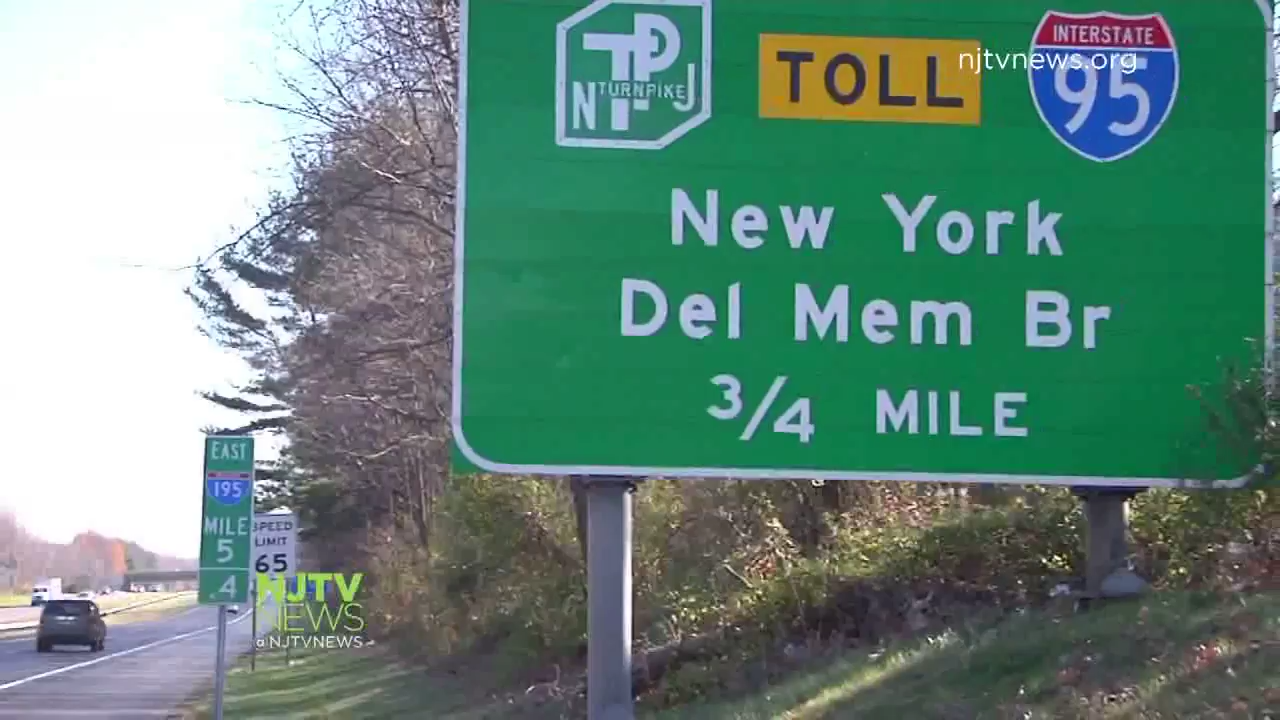 NJ TURNPIKE TP
TOLL
INTERSTATE
95
njtvnews.org
New York
Del Mem Br
3/4 MILE
EAST
195
MILE
5
.4
SPEED
LIMIT
65
NJTV
NEWS
@NJTVNEWS